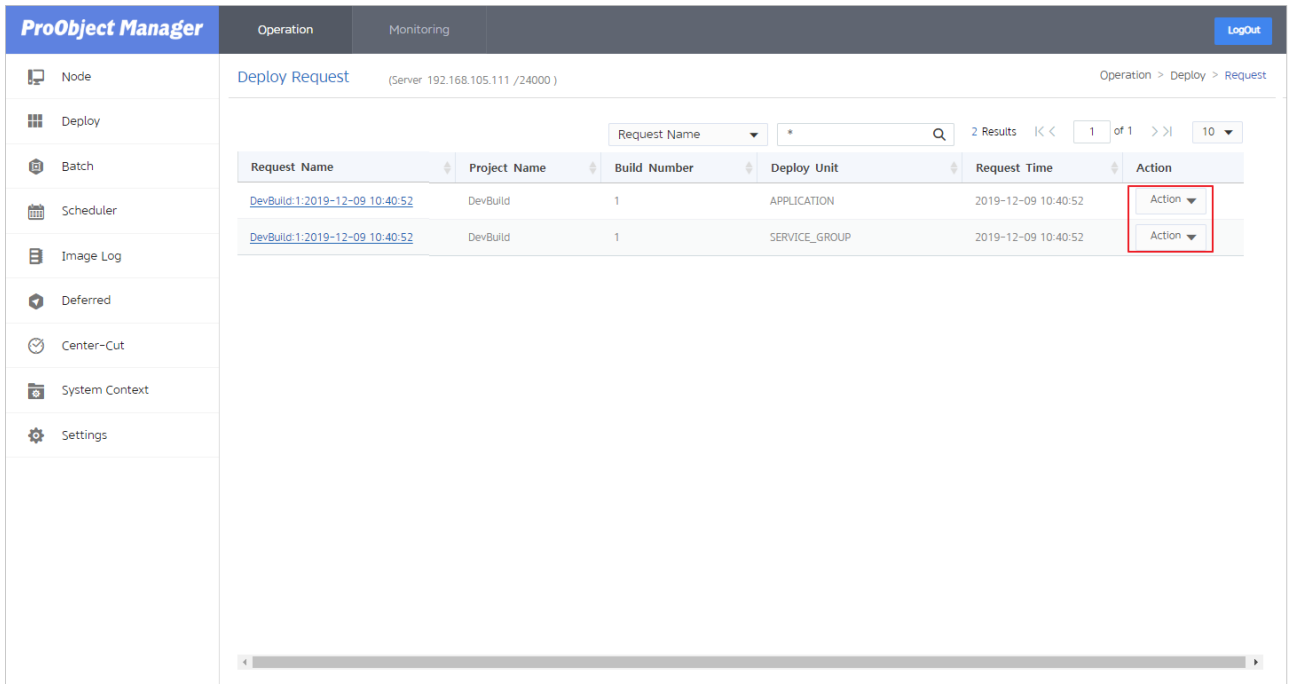 ProObject Manager Operation Monitoring LogOut
Node
Deploy
Batch
Scheduler
Image Log
Deferred
Center-Cut
System Context
Settings
Deploy Request (Server 192.168.105.111 /24000 ) Operation > Deploy > Request
Request Name * 2 Results 1 of 1 10
Request Name Project Name Build Number Deploy Unit Request Time Action
DevBuild:1:2019-12-09 10:40:52 DevBuild 1 APPLICATION 2019-12-09 10:40:52 Action
DevBuild:1:2019-12-09 10:40:52 DevBuild 1 SERVICE_GROUP 2019-12-09 10:40:52 Action